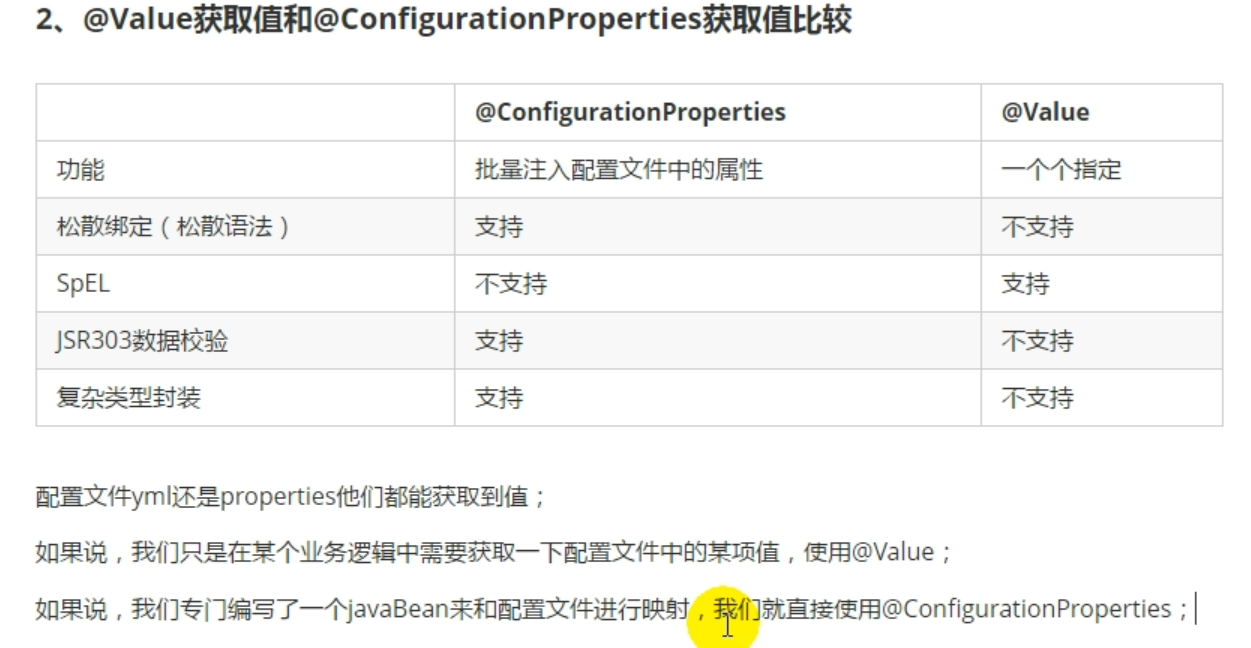 2、@Value获取值和@ConfigurationProperties获取值比较
@ConfigurationProperties @Value
功能 批量注入配置文件中的属性 一个个指定
松散绑定（松散语法） 支持 不支持
SpEL 不支持 支持
JSR303数据校验 支持 不支持
复杂类型封装 支持 不支持
配置文件yml还是properties他们都能获取到值；
如果说，我们只是在某个业务逻辑中需要获取一下配置文件中的某项值，使用@Value；
如果说，我们专门编写了一个javaBean来和配置文件进行映射，我们就直接使用@ConfigurationProperties；